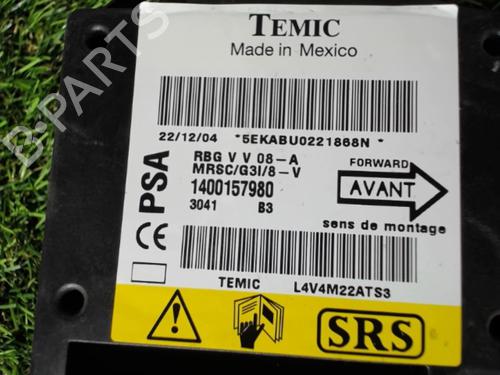 TEMIC
Made in Mexico
22/12/04 *5EKABU0221868N *
PSA
RBG V V 08-A
MRSC/G3I/8-V
1400157980
3041 B3
FORWARD
AVANT
sens de montage
CE
TEMIC L4V4M22ATS3
SRS
B-PARTS